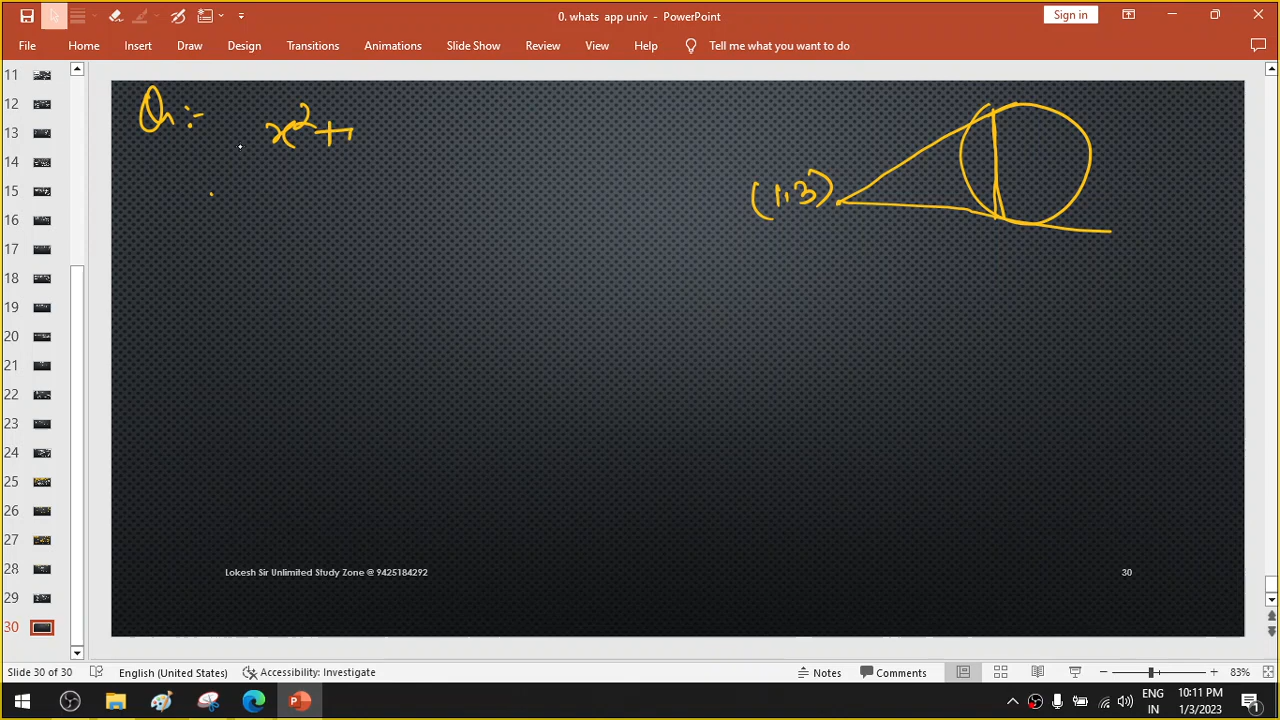 0. whats app univ - PowerPoint
Sign in
File Home Insert Draw Design Transitions Animations Slide Show Review View Help Tell me what you want to do
11
12
13
14
15
16
17
18
19
20
21
22
23
24
25
26
27
28
29
30
Qn :-
x²+
(1,3)
Lokesh Sir Unlimited Study Zone @ 9425184292
30
Slide 30 of 30 English (United States) Accessibility: Investigate Notes Comments 83%
ENG
IN
10:11 PM
1/3/2023
1